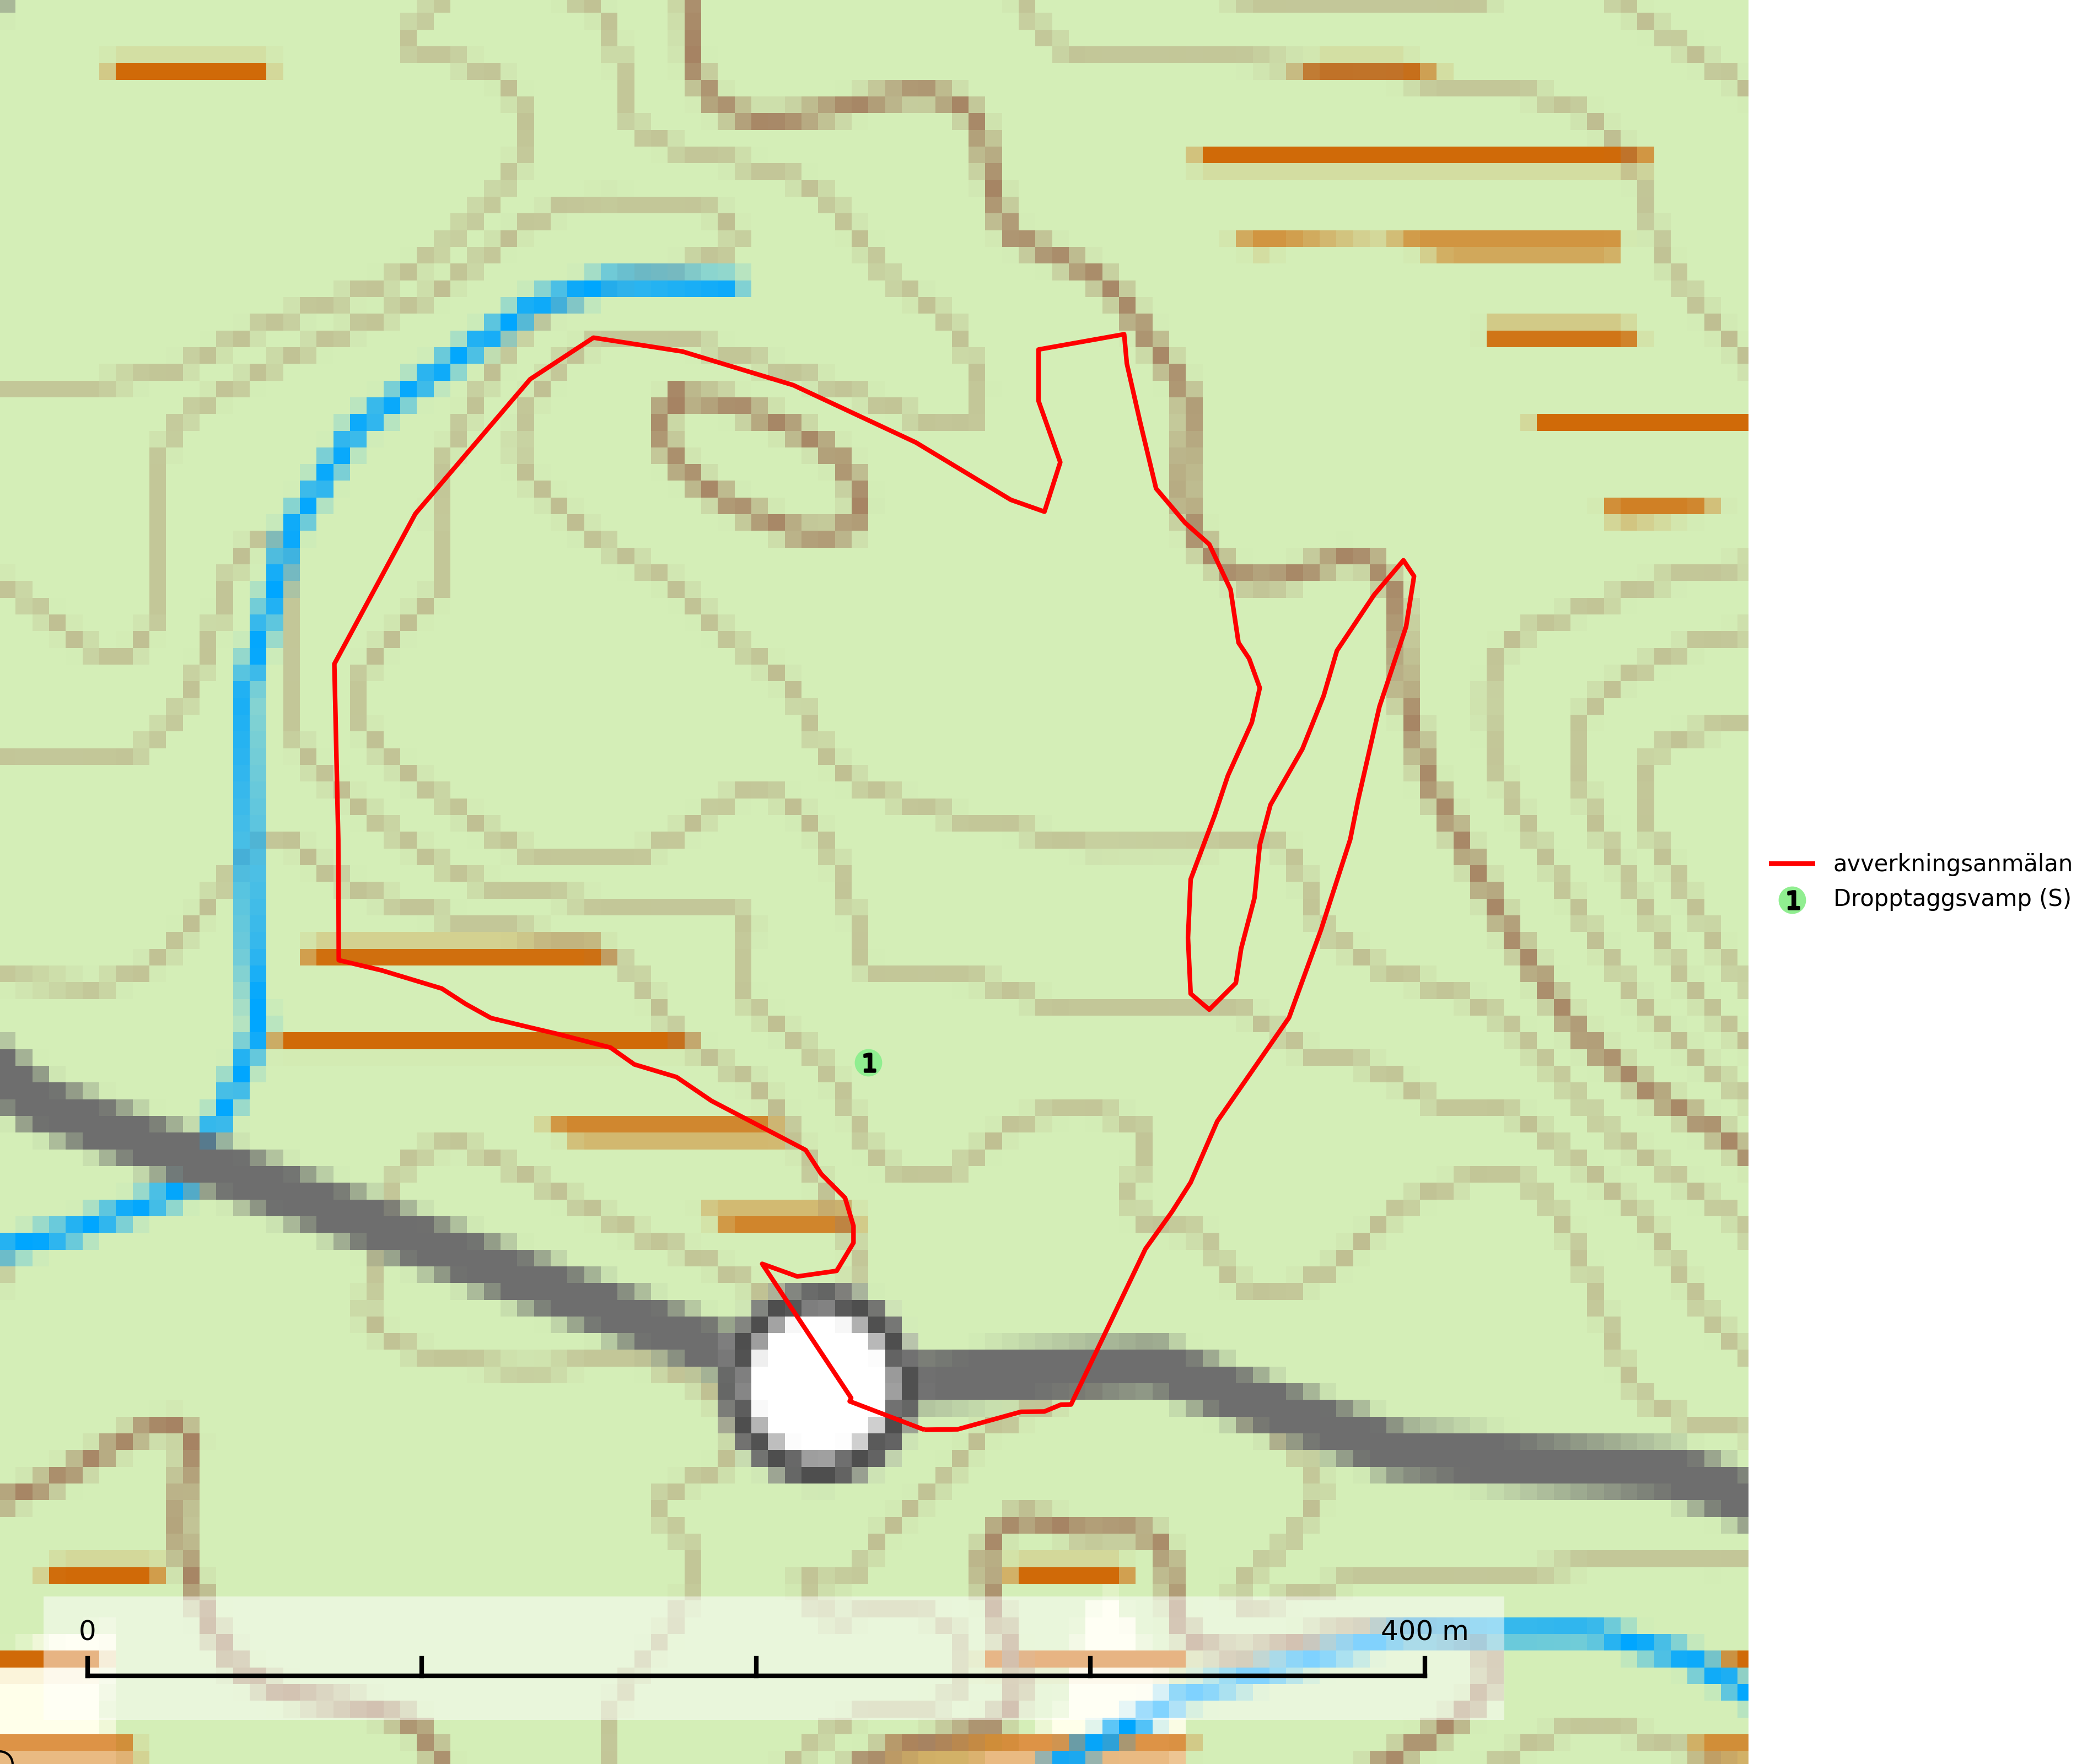 1
avverkningsanmälan
1 Dropptaggsvamp (S)
0 400 m